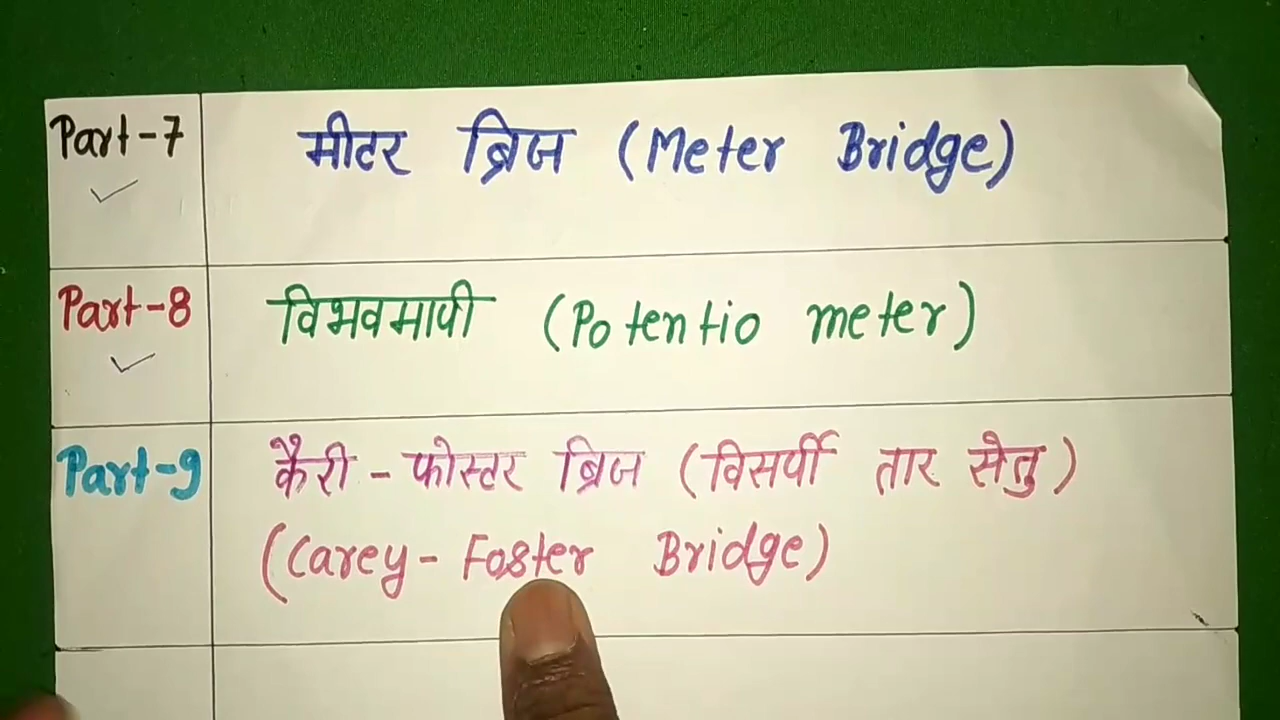 Part-7 मीटर ब्रिज (Meter Bridge)
Part-8 विभवमापी (Potentio meter)
Part-9 कैरी - फोस्टर ब्रिज (विसर्पी तार सेतु)
(Carey-Foster Bridge)